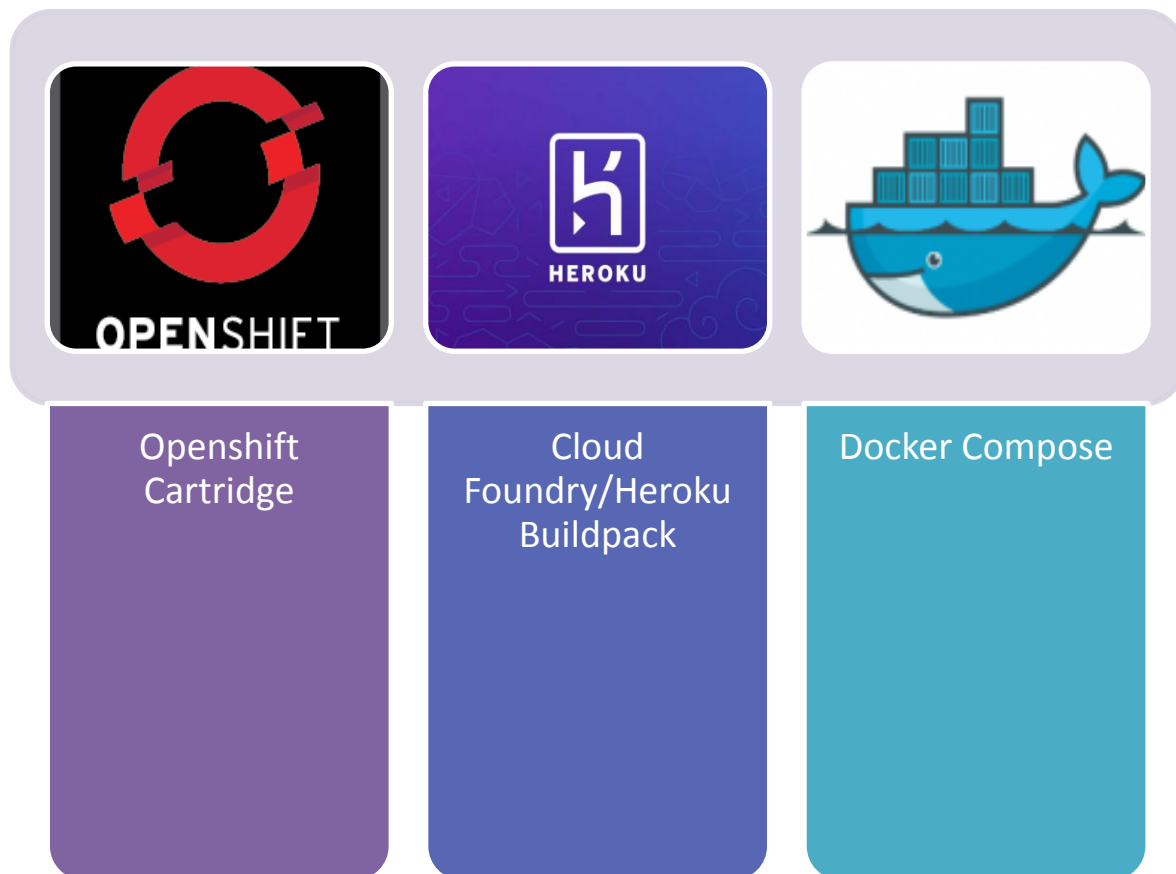 OPENSHIFT
HEROKU
Openshift
Cartridge
Cloud
Foundry/Heroku
Buildpack
Docker Compose